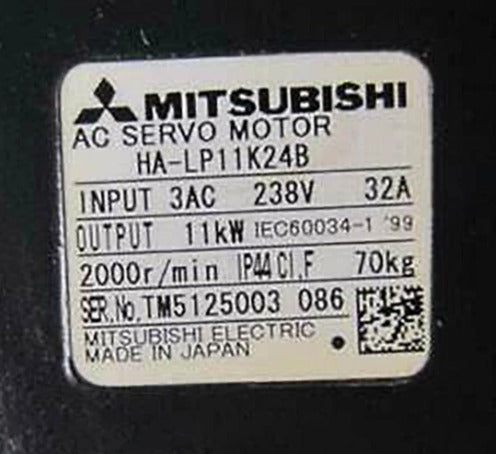 MITSUBISHI
AC SERVO MOTOR
HA-LP11K24B
INPUT 3AC 238V 32A
OUTPUT 11kW IEC60034-1 '99
2000r/min IP44 CI.F 70kg
SER.No.TM5125003 086
MITSUBISHI ELECTRIC
MADE IN JAPAN